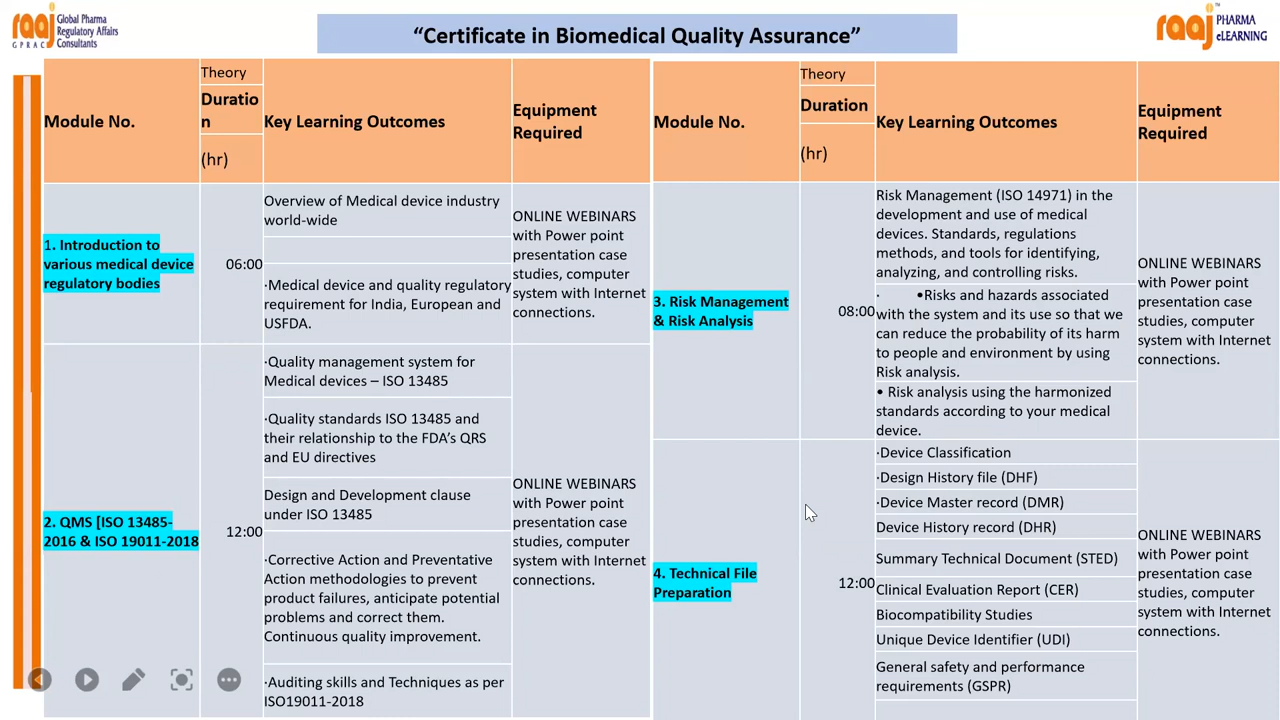 raaj Global Pharma
Regulatory Affairs
Consultants
GPRAC
“Certificate in Biomedical Quality Assurance”
raaj PHARMA
eLEARNING
™
Module No.
Theory
Duratio
n
(hr)
Key Learning Outcomes
Equipment
Required
1. Introduction to
various medical device
regulatory bodies
06:00
Overview of Medical device industry
world-wide
·Medical device and quality regulatory
requirement for India, European and
USFDA.
ONLINE WEBINARS
with Power point
presentation case
studies, computer
system with Internet
connections.
2. QMS [ISO 13485-
2016 & ISO 19011-2018
12:00
·Quality management system for
Medical devices – ISO 13485
·Quality standards ISO 13485 and
their relationship to the FDA’s QRS
and EU directives
Design and Development clause
under ISO 13485
·Corrective Action and Preventative
Action methodologies to prevent
product failures, anticipate potential
problems and correct them.
Continuous quality improvement.
·Auditing skills and Techniques as per
ISO19011-2018
ONLINE WEBINARS
with Power point
presentation case
studies, computer
system with Internet
connections.
Module No.
Theory
Duration
(hr)
Key Learning Outcomes
Equipment
Required
3. Risk Management
& Risk Analysis
08:00
Risk Management (ISO 14971) in the
development and use of medical
devices. Standards, regulations
methods, and tools for identifying,
analyzing, and controlling risks.
· •Risks and hazards associated
with the system and its use so that we
can reduce the probability of its harm
to people and environment by using
Risk analysis.
• Risk analysis using the harmonized
standards according to your medical
device.
ONLINE WEBINARS
with Power point
presentation case
studies, computer
system with Internet
connections.
4. Technical File
Preparation
12:00
·Device Classification
·Design History file (DHF)
·Device Master record (DMR)
Device History record (DHR)
Summary Technical Document (STED)
Clinical Evaluation Report (CER)
Biocompatibility Studies
Unique Device Identifier (UDI)
General safety and performance
requirements (GSPR)
ONLINE WEBINARS
with Power point
presentation case
studies, computer
system with Internet
connections.